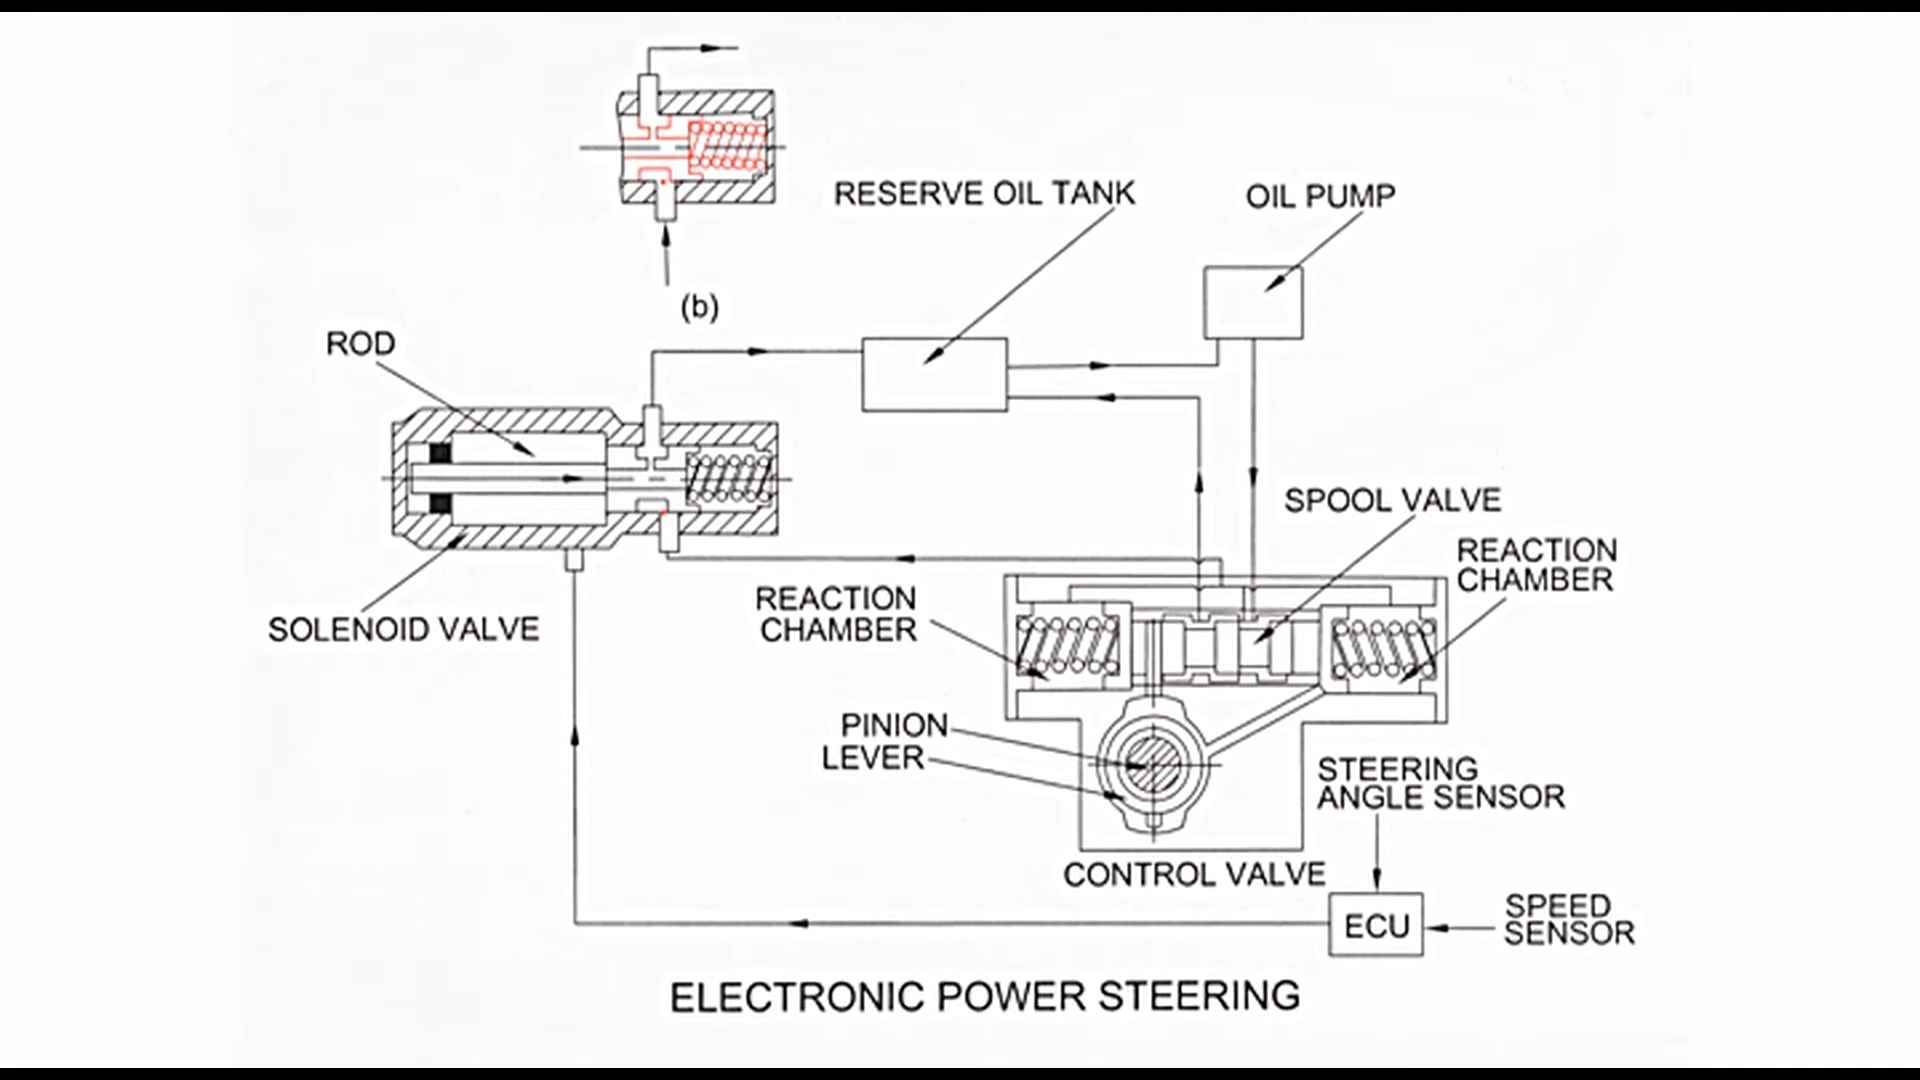 RESERVE OIL TANK
OIL PUMP
(b)
ROD
SPOOL VALVE
REACTION
CHAMBER
REACTION
CHAMBER
SOLENOID VALVE
PINION
LEVER
STEERING
ANGLE SENSOR
CONTROL VALVE
ECU
SPEED
SENSOR
ELECTRONIC POWER STEERING